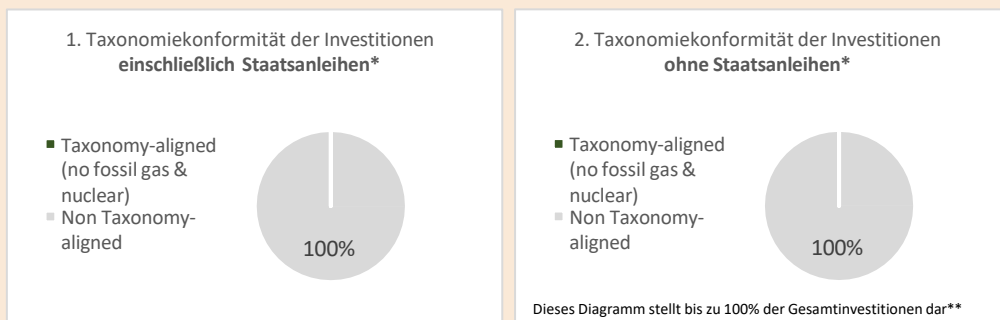 1. Taxonomiekonformität der Investitionen
einschließlich Staatsanleihen*
Taxonomy-aligned
(no fossil gas &
nuclear)
Non Taxonomy-
aligned
100%
2. Taxonomiekonformität der Investitionen
ohne Staatsanleihen*
Taxonomy-aligned
(no fossil gas &
nuclear)
Non Taxonomy-
aligned
100%
Dieses Diagramm stellt bis zu 100% der Gesamtinvestitionen dar**